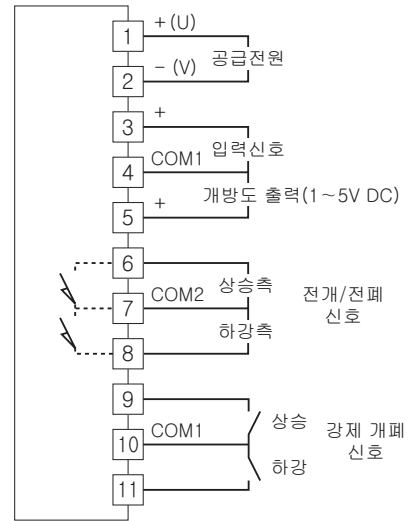 1 +(U)
공급전원
2 − (V)
3 +
입력신호
4 COM1
개방도 출력(1~5V DC)
5 +
6
상승측
7 COM2
전개/전폐
신호
하강측
8
9
상승
10 COM1
강제 개폐
신호
하강
11